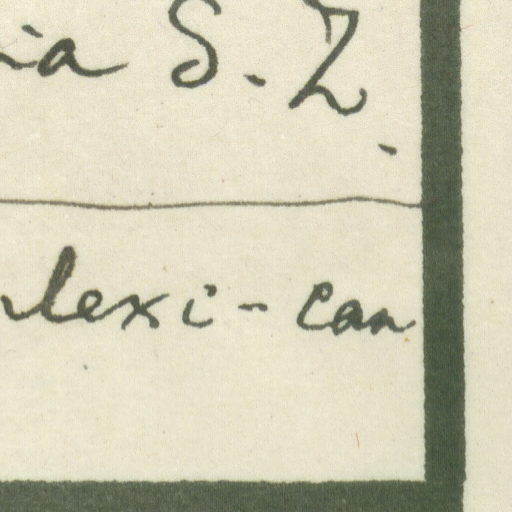 ia S. Z.
lexi-can